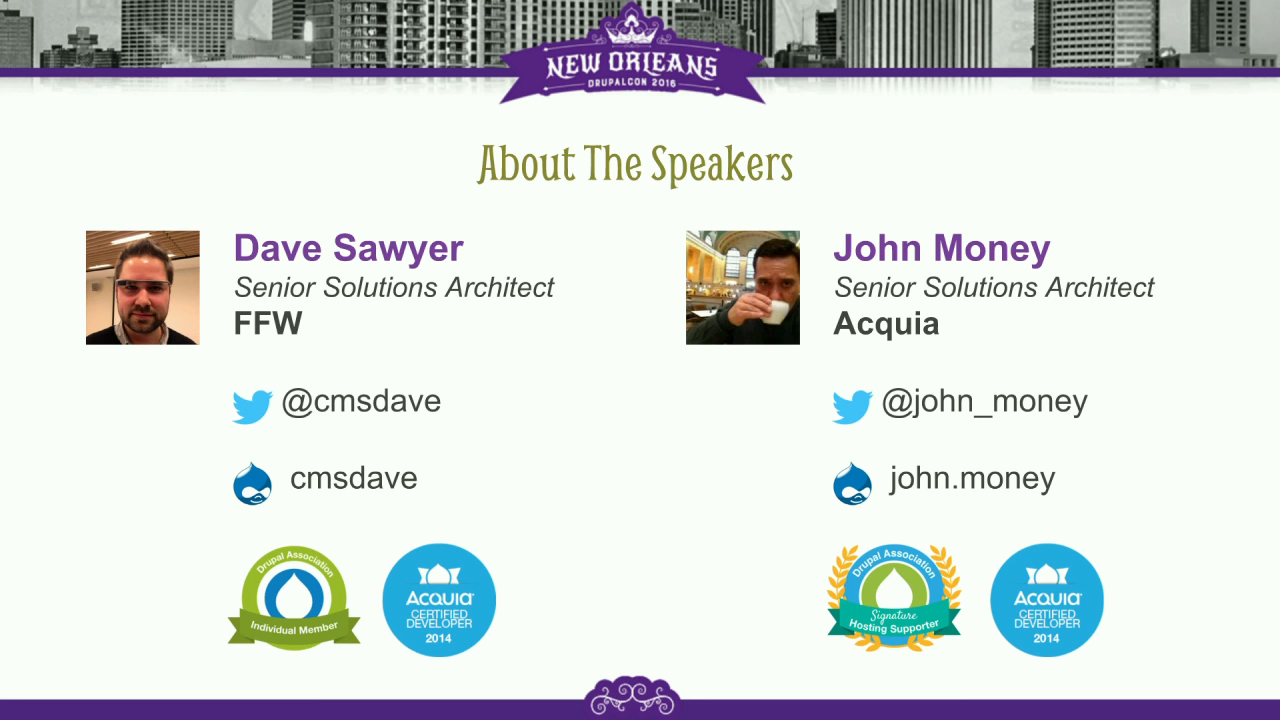 NEW ORLEANS
DRUPALCON 2016
About The Speakers
Dave Sawyer
Senior Solutions Architect
FFW
@cmsdave
cmsdave
Drupal Association
Individual Member
ACQUIA
CERTIFIED
DEVELOPER
2014
John Money
Senior Solutions Architect
Acquia
@john_money
john.money
Drupal Association
Signature
Hosting Supporter
ACQUIA
CERTIFIED
DEVELOPER
2014